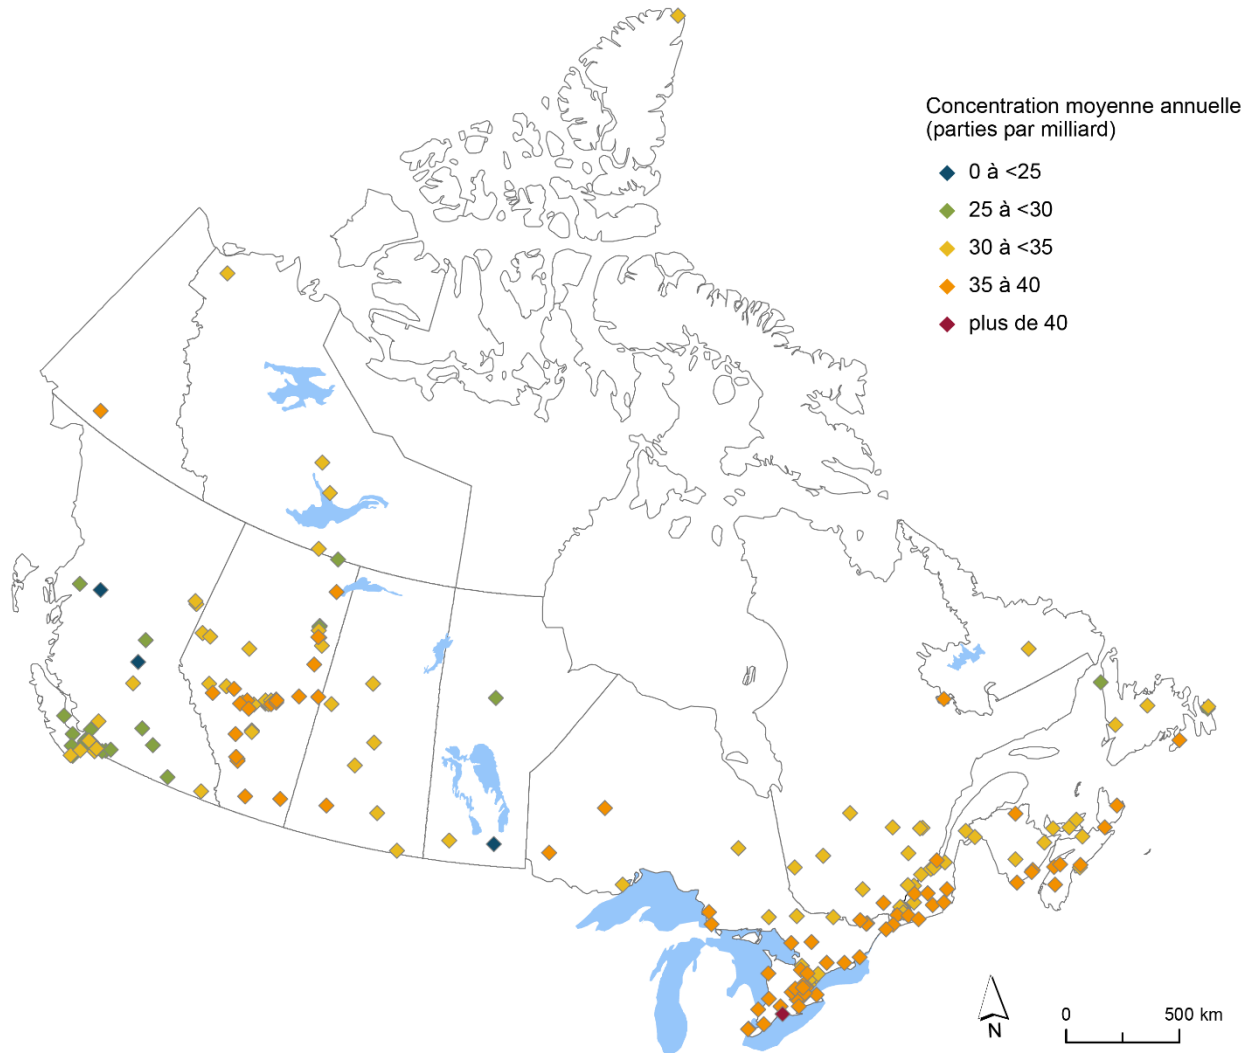 Concentration moyenne annuelle
(parties par milliard)
0 à <25
25 à <30
30 à <35
35 à 40
plus de 40
N
0 500 km